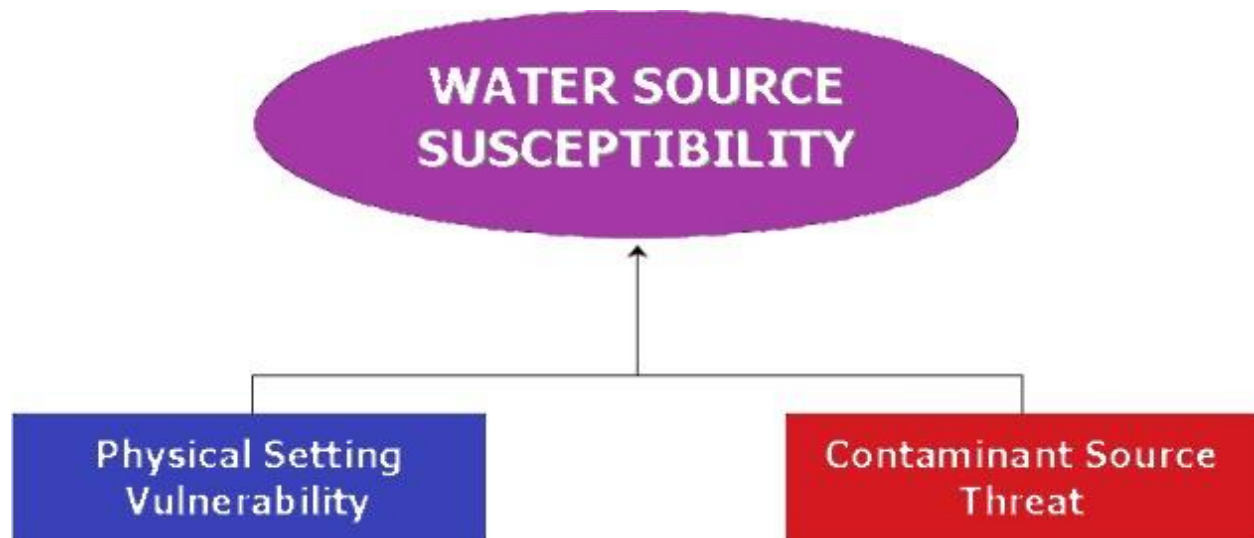 WATER SOURCE
SUSCEPTIBILITY
Physical Setting
Vulnerability
Contaminant Source
Threat